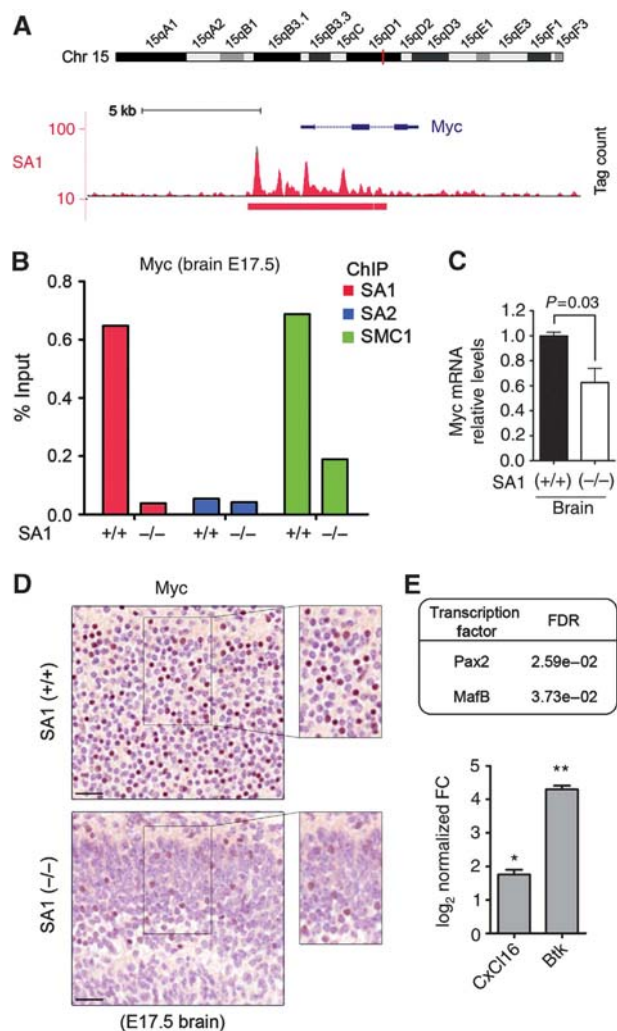 A
15qA1 15qA2 15qB1 15qB3.1 15qB3.3 15qC 15qD1 15qD2 15qD3 15qE1 15qE3 15qF1 15qF3
Chr 15
5 kb
Myc
100
SA1
10
Tag count
B
Myc (brain E17.5)
ChIP
SA1
SA2
SMC1
0.8
0.6
0.4
0.2
0.0
% Input
SA1 +/+ –/– +/+ –/– +/+ –/–
C
P=0.03
1.2
1.0
0.8
0.6
0.4
1.0
0.0
Myc mRNA
relative levels
SA1 (+/+) (–/–)
Brain
D
Myc
SA1 (+/+)
SA1 (–/–)
(E17.5 brain)
E
Transcription factor FDR
Pax2 2.59e–02
MafB 3.73e–02
5
4
3
2
1
0
log2 normalized FC
*
**
CxCl16
Btk